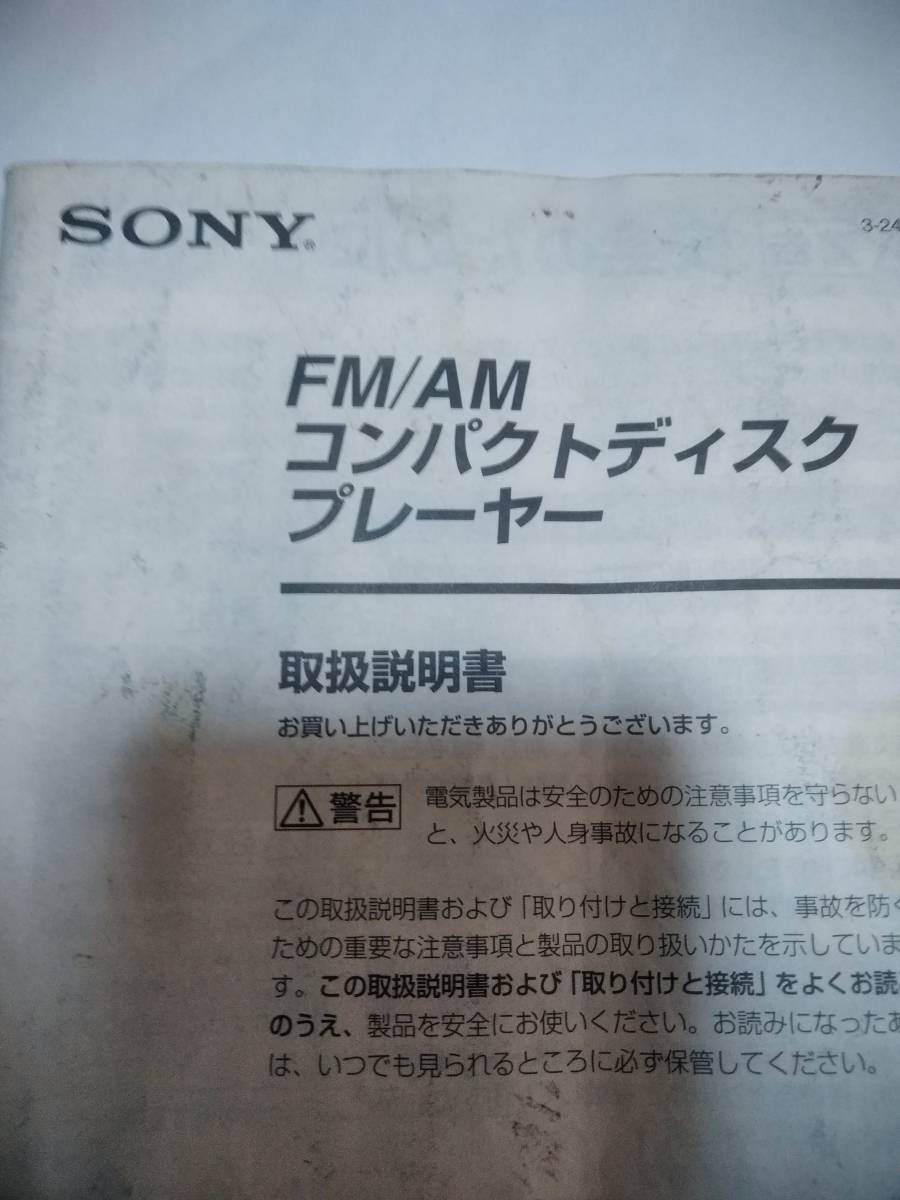 SONY®
3-24
FM/AM
コンパクトディスク
プレーヤー
取扱説明書
お買い上げいただきありがとうございます。
警告
電気製品は安全のための注意事項を守らない
と、火災や人身事故になることがあります。
この取扱説明書および「取り付けと接続」には、事故を防ぐ
ための重要な注意事項と製品の取り扱いかたを示していま
す。この取扱説明書および「取り付けと接続」をよくお読
のうえ、製品を安全にお使いください。お読みになったあ
は、いつでも見られるところに必ず保管してください。